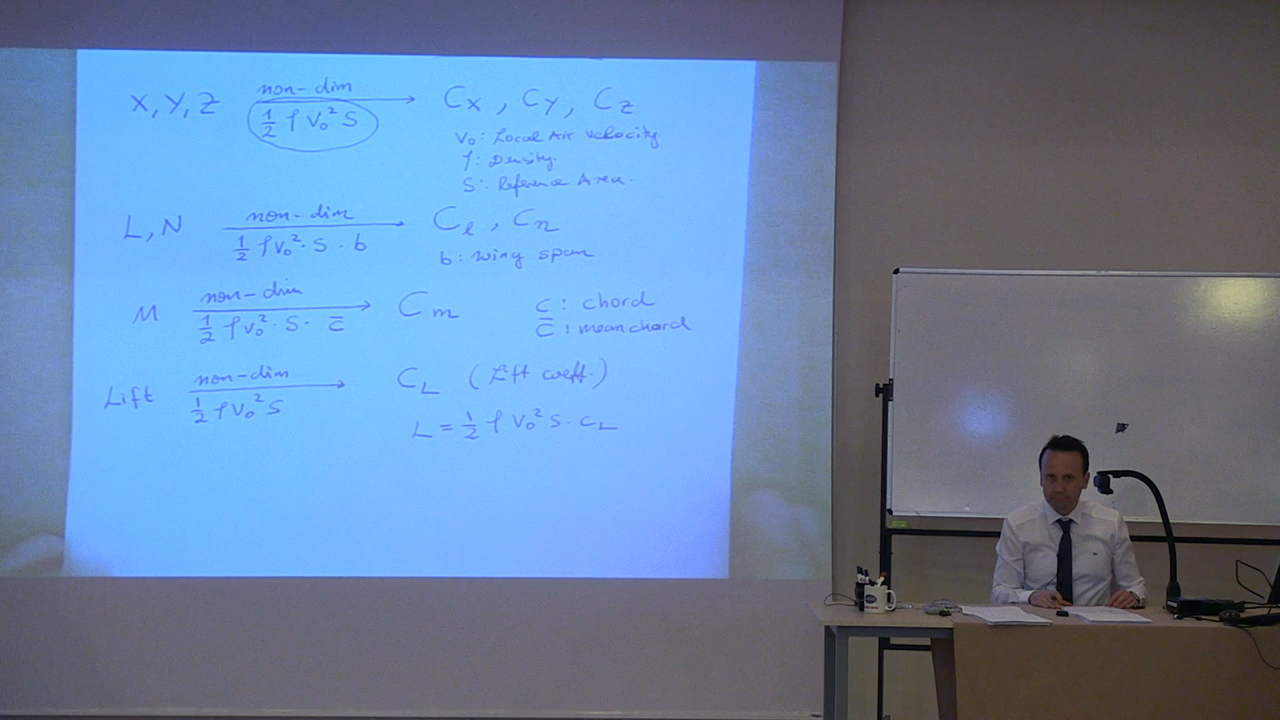 X, Y, Z non-dim Cx, CY, Cz
1/2 ρ V₀² S
V₀: Local Air Velocity
ρ: Density.
S: Reference Area.
L, N non-dim Cℓ, Cn
1/2 ρ V₀² · S · b
b: wing span
M non-dim Cm
1/2 ρ V₀² · S · c̄
c: chord
c̄: mean chord
Lift non-dim CL (Lift coeff.)
1/2 ρ V₀² S
L = 1/2 ρ V₀² S · CL